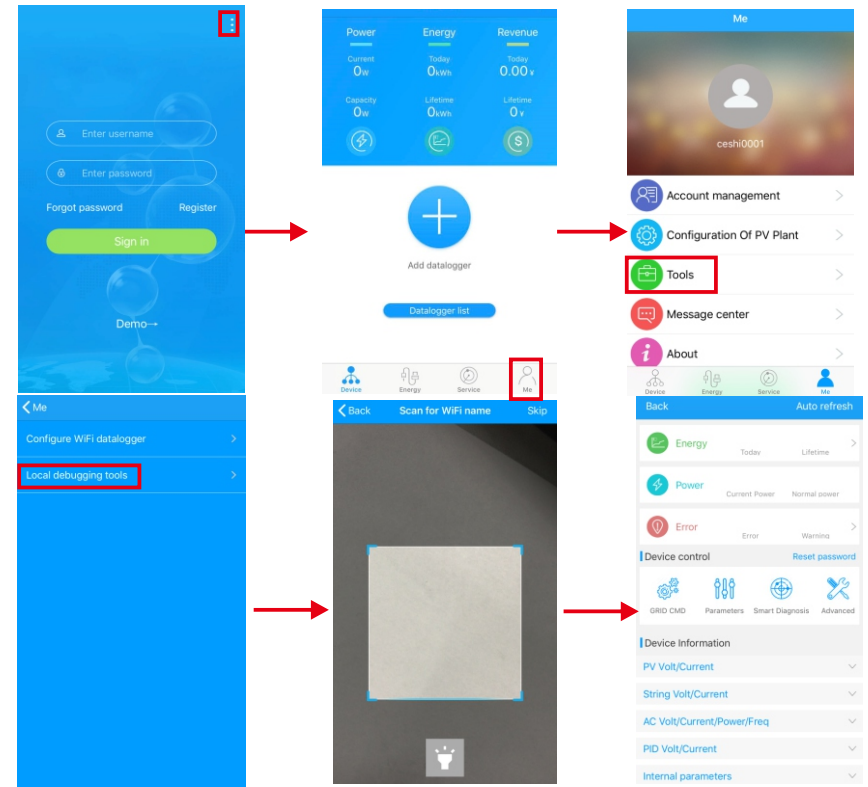 Enter username
Enter password
Forgot password Register
Sign in
Demo→
Power Energy Revenue
Current Today Today
0W 0kWh 0.00¥
Capacity Lifetime Lifetime
0W 0kWh 0¥
Add datalogger
Datalogger list
Device Energy Service Me
Me
ceshi0001
Account management
Configuration Of PV Plant
Tools
Message center
About
Device Energy Service Me
Me
Configure WiFi datalogger
Local debugging tools
Back Scan for WiFi name Skip
Back Auto refresh
Energy
Today Lifetime
Power
Current Power Normal power
Error
Error Warning
Device control Reset password
GRID CMD Parameters Smart Diagnosis Advanced
Device Information
PV Volt/Current
String Volt/Current
AC Volt/Current/Power/Freq
PID Volt/Current
Internal parameters